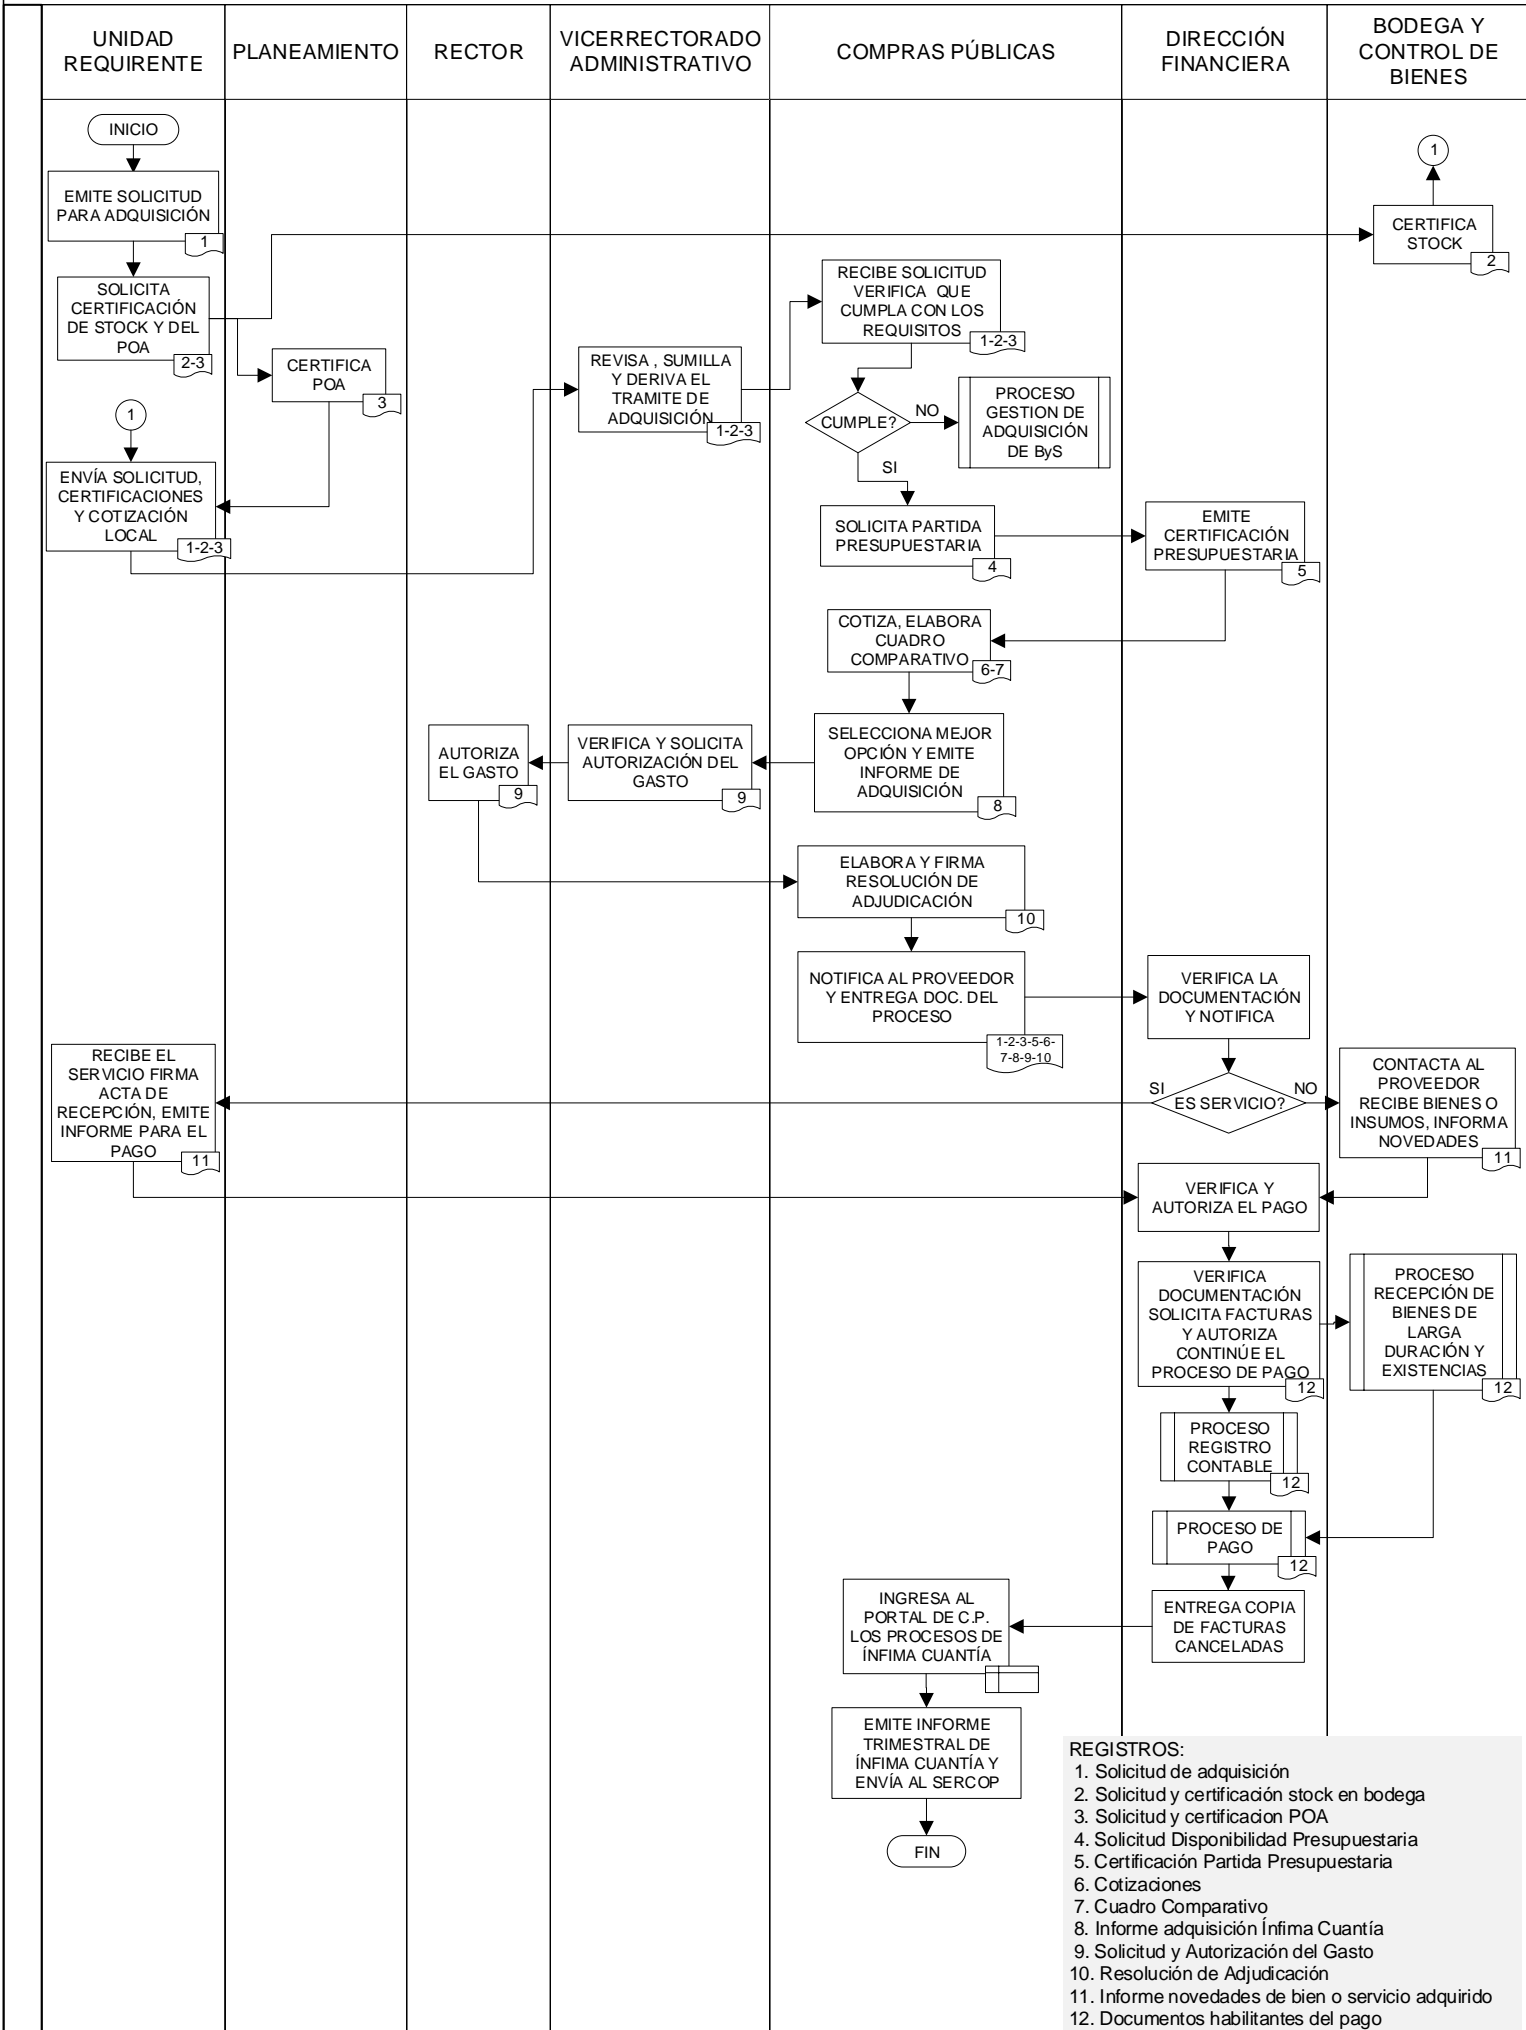 UNIDAD
REQUIRENTE
PLANEAMIENTO
RECTOR
VICERRECTORADO
ADMINISTRATIVO
COMPRAS PÚBLICAS
DIRECCIÓN
FINANCIERA
BODEGA Y
CONTROL DE
BIENES
INICIO
1
EMITE SOLICITUD
PARA ADQUISICIÓN
1
CERTIFICA
STOCK
2
SOLICITA
CERTIFICACIÓN
DE STOCK Y DEL
POA
2-3
CERTIFICA
POA
3
REVISA , SUMILLA
Y DERIVA EL
TRAMITE DE
ADQUISICIÓN
1-2-3
RECIBE SOLICITUD
VERIFICA QUE
CUMPLA CON LOS
REQUISITOS
1-2-3
CUMPLE?
NO
PROCESO
GESTION DE
ADQUISICIÓN
DE ByS
SI
1
ENVÍA SOLICITUD,
CERTIFICACIONES
Y COTIZACIÓN
LOCAL
1-2-3
SOLICITA PARTIDA
PRESUPUESTARIA
4
EMITE
CERTIFICACIÓN
PRESUPUESTARIA
5
COTIZA, ELABORA
CUADRO
COMPARATIVO
6-7
AUTORIZA
EL GASTO
9
VERIFICA Y SOLICITA
AUTORIZACIÓN DEL
GASTO
9
SELECCIONA MEJOR
OPCIÓN Y EMITE
INFORME DE
ADQUISICIÓN
8
ELABORA Y FIRMA
RESOLUCIÓN DE
ADJUDICACIÓN
10
NOTIFICA AL PROVEEDOR
Y ENTREGA DOC. DEL
PROCESO
1-2-3-5-6-
7-8-9-10
VERIFICA LA
DOCUMENTACIÓN
Y NOTIFICA
RECIBE EL
SERVICIO FIRMA
ACTA DE
RECEPCIÓN, EMITE
INFORME PARA EL
PAGO
11
SI
ES SERVICIO?
NO
CONTACTA AL
PROVEEDOR
RECIBE BIENES O
INSUMOS, INFORMA
NOVEDADES
11
VERIFICA Y
AUTORIZA EL PAGO
VERIFICA
DOCUMENTACIÓN
SOLICITA FACTURAS
Y AUTORIZA
CONTINÚE EL
PROCESO DE PAGO
12
PROCESO
RECEPCIÓN DE
BIENES DE
LARGA
DURACIÓN Y
EXISTENCIAS
12
PROCESO
REGISTRO
CONTABLE
12
PROCESO DE
PAGO
12
INGRESA AL
PORTAL DE C.P.
LOS PROCESOS DE
ÍNFIMA CUANTÍA
ENTREGA COPIA
DE FACTURAS
CANCELADAS
EMITE INFORME
TRIMESTRAL DE
ÍNFIMA CUANTÍA Y
ENVÍA AL SERCOP
FIN
REGISTROS:
1. Solicitud de adquisición
2. Solicitud y certificación stock en bodega
3. Solicitud y certificacion POA
4. Solicitud Disponibilidad Presupuestaria
5. Certificación Partida Presupuestaria
6. Cotizaciones
7. Cuadro Comparativo
8. Informe adquisición Ínfima Cuantía
9. Solicitud y Autorización del Gasto
10. Resolución de Adjudicación
11. Informe novedades de bien o servicio adquirido
12. Documentos habilitantes del pago